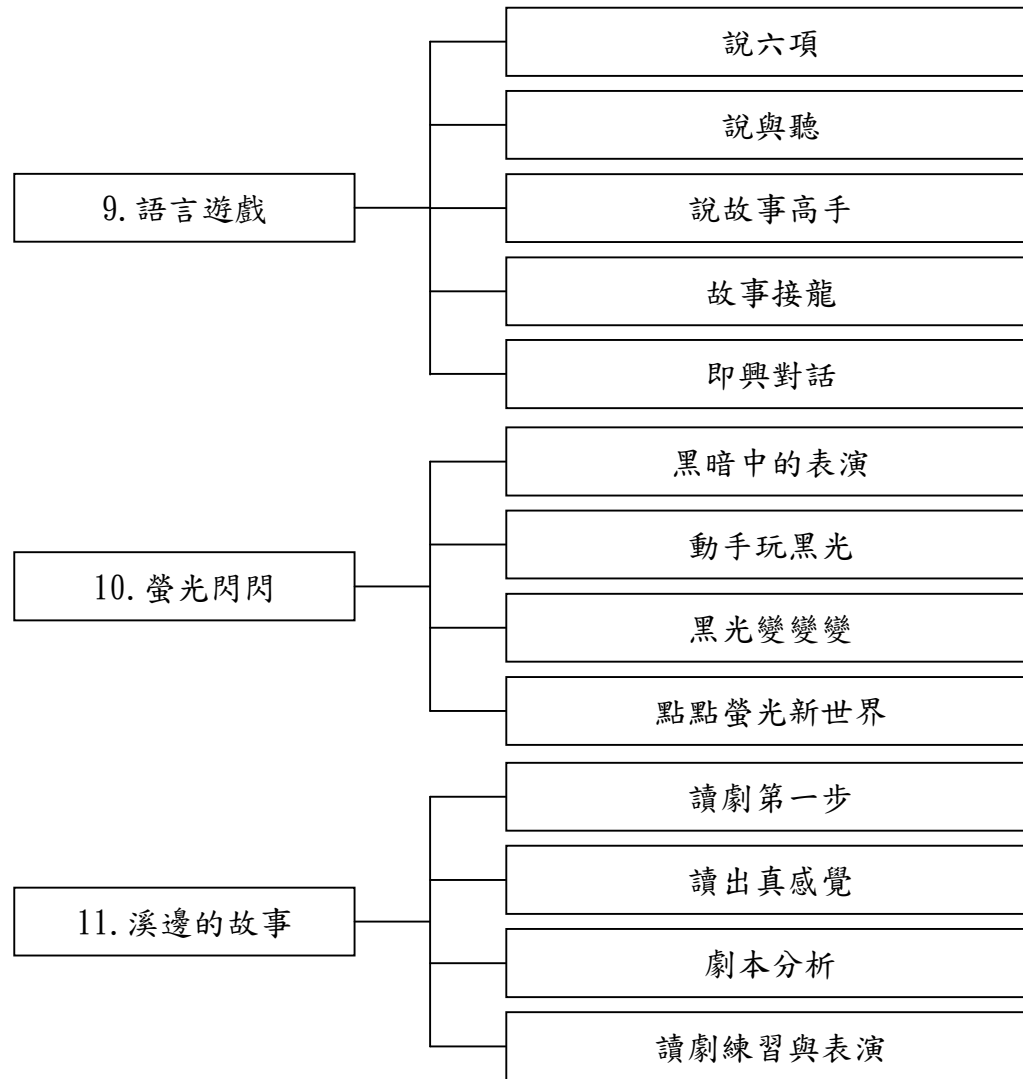 9. 語言遊戲
說六項
說與聽
說故事高手
故事接龍
即興對話
10. 螢光閃閃
黑暗中的表演
動手玩黑光
黑光變變變
點點螢光新世界
11. 溪邊的故事
讀劇第一步
讀出真感覺
劇本分析
讀劇練習與表演